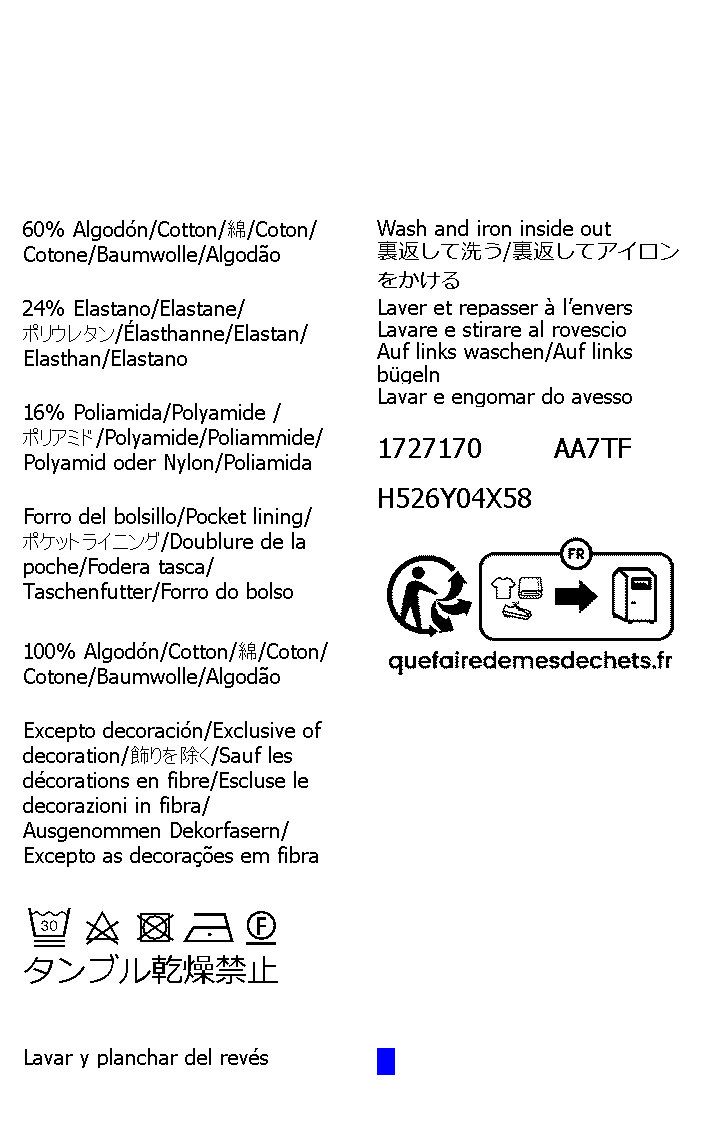 60% Algodón/Cotton/綿/Coton/
Cotone/Baumwolle/Algodão
24% Elastano/Elastane/
ポリウレタン/Élasthanne/Elastan/
Elasthan/Elastano
16% Poliamida/Polyamide /
ポリアミド/Polyamide/Poliammide/
Polyamid oder Nylon/Poliamida
Forro del bolsillo/Pocket lining/
ポケットライニング/Doublure de la
poche/Fodera tasca/
Taschenfutter/Forro do bolso
100% Algodón/Cotton/綿/Coton/
Cotone/Baumwolle/Algodão
Excepto decoración/Exclusive of
decoration/飾りを除く/Sauf les
décorations en fibre/Escluse le
decorazioni in fibra/
Ausgenommen Dekorfasern/
Excepto as decorações em fibra
30 F
タンブル乾燥禁止
Lavar y planchar del revés
Wash and iron inside out
裏返して洗う/裏返してアイロン
をかける
Laver et repasser à l'envers
Lavare e stirare al rovescio
Auf links waschen/Auf links
bügeln
Lavar e engomar do avesso
1727170 AA7TF
H526Y04X58
FR
quefairedemesdechets.fr